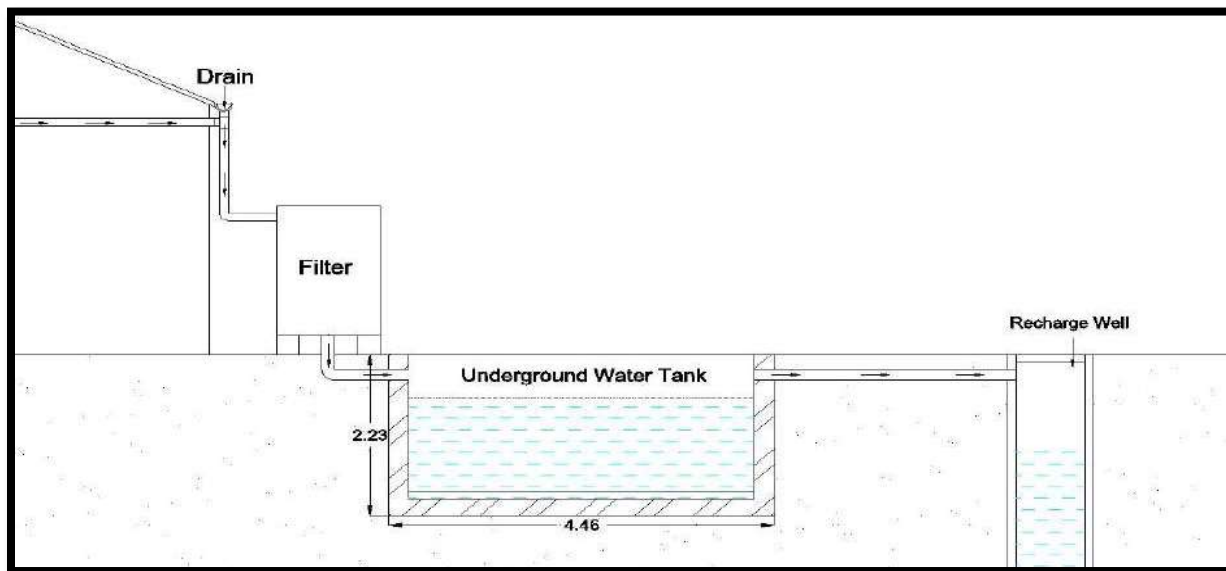 Drain
Filter
Recharge Well
Underground Water Tank
2.23
4.46